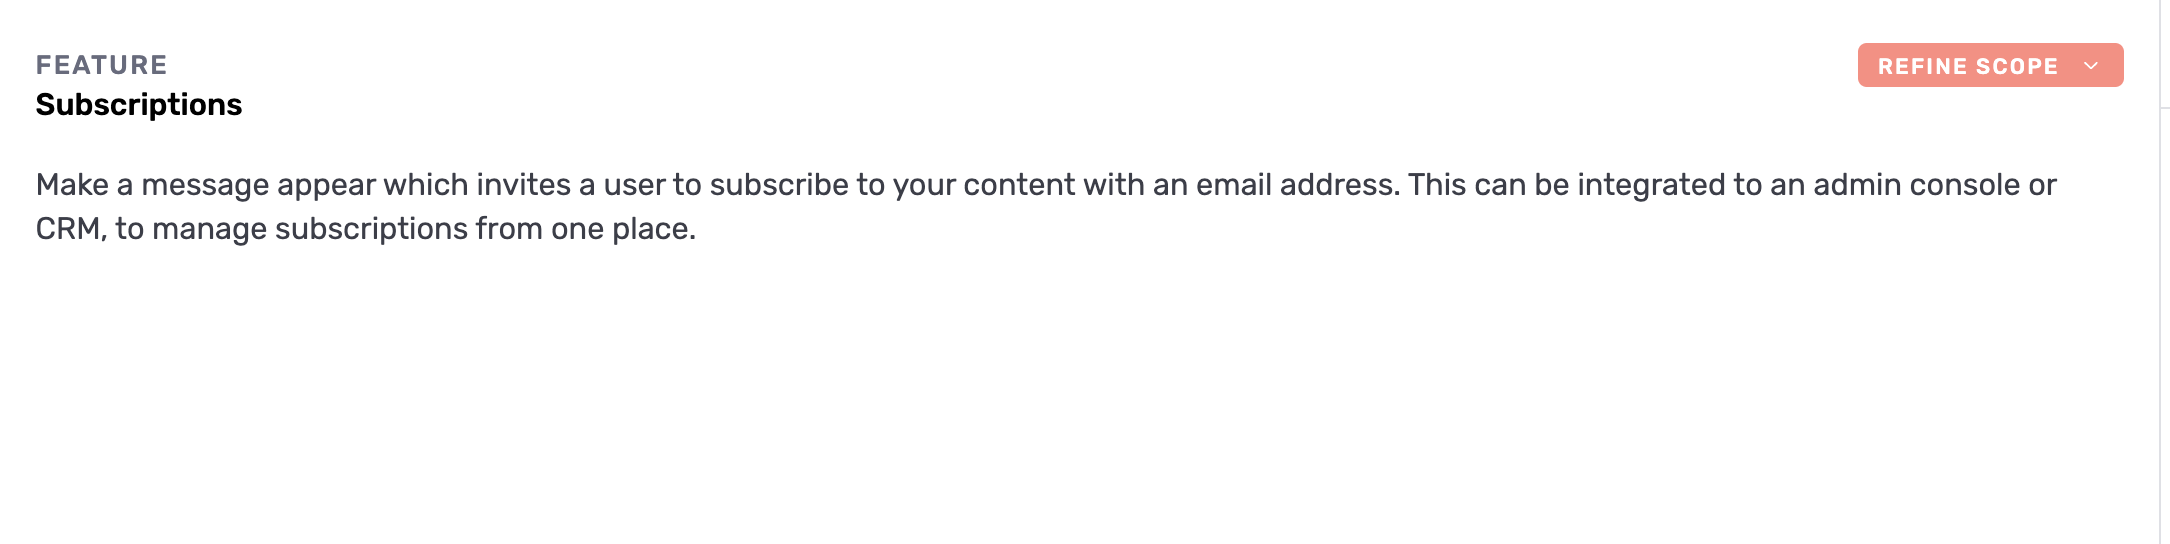 FEATURE
REFINE SCOPE
Subscriptions
Make a message appear which invites a user to subscribe to your content with an email address. This can be integrated to an admin console or
CRM, to manage subscriptions from one place.